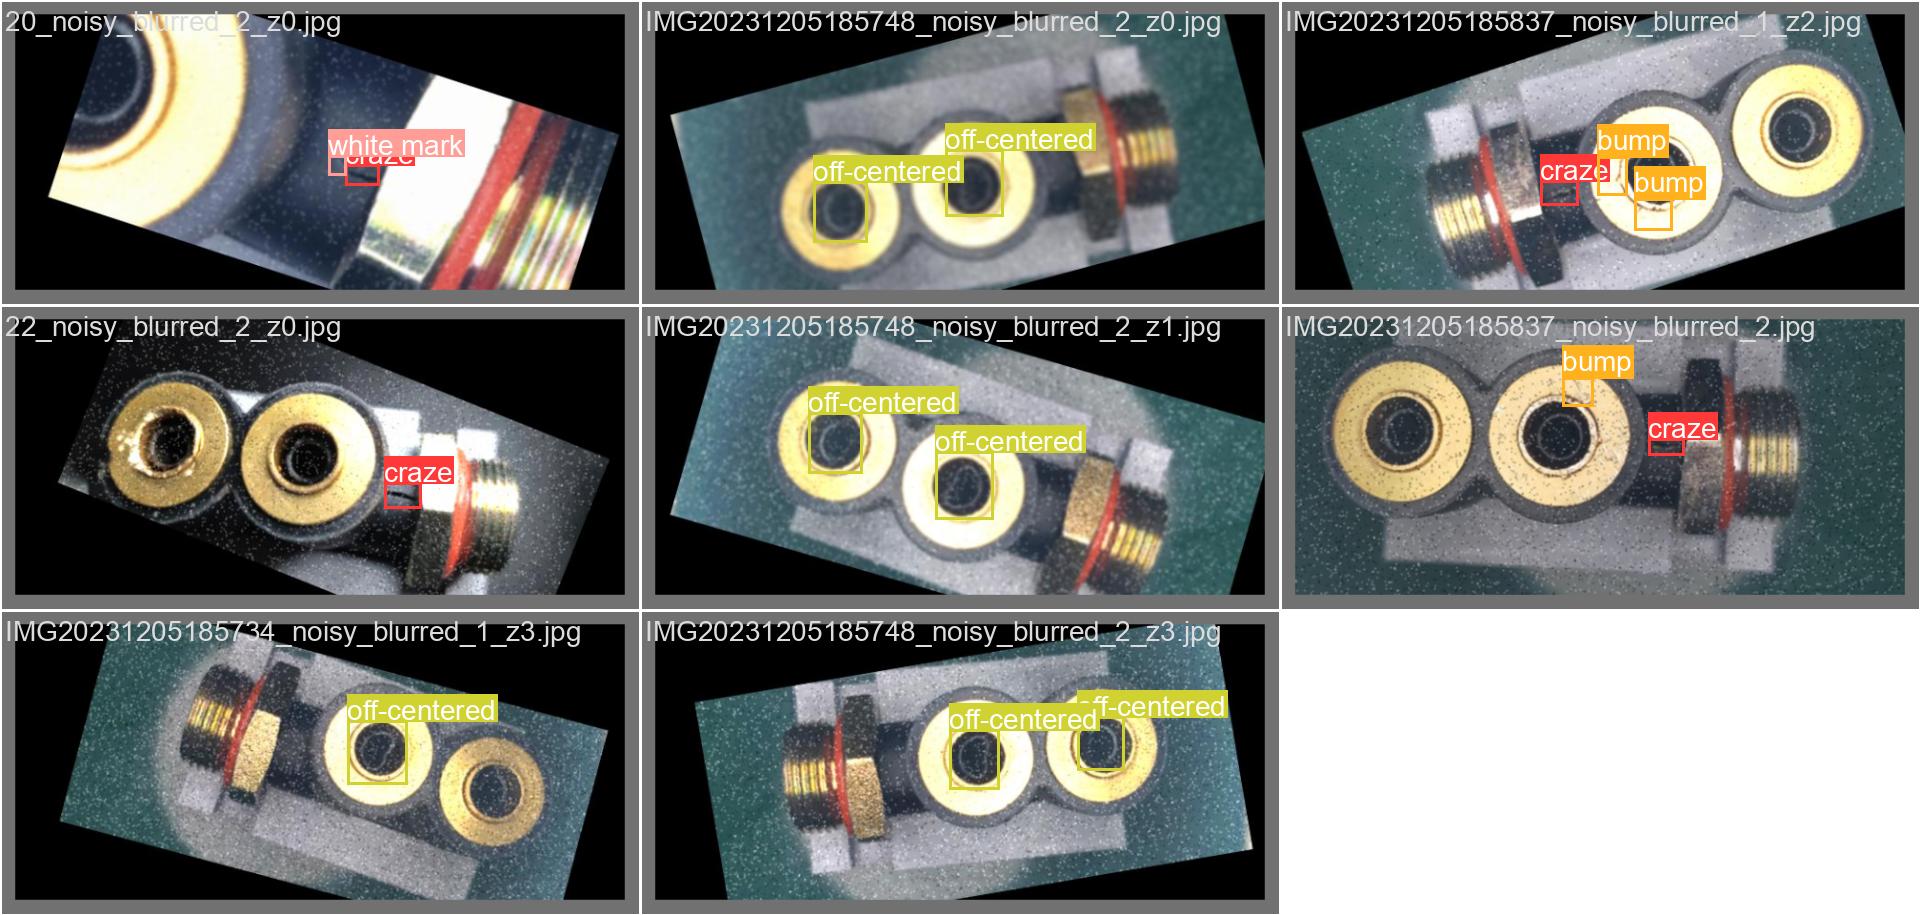 20_noisy_blurred_2_z0.jpg
white mark
craze
IMG20231205185748_noisy_blurred_2_z0.jpg
off-centered
off-centered
IMG20231205185837_noisy_blurred_1_z2.jpg
bump
craze
bump
22_noisy_blurred_2_z0.jpg
craze
IMG20231205185748_noisy_blurred_2_z1.jpg
off-centered
off-centered
IMG20231205185837_noisy_blurred_2.jpg
bump
craze
IMG20231205185734_noisy_blurred_1_z3.jpg
off-centered
IMG20231205185748_noisy_blurred_2_z3.jpg
off-centered
off-centered